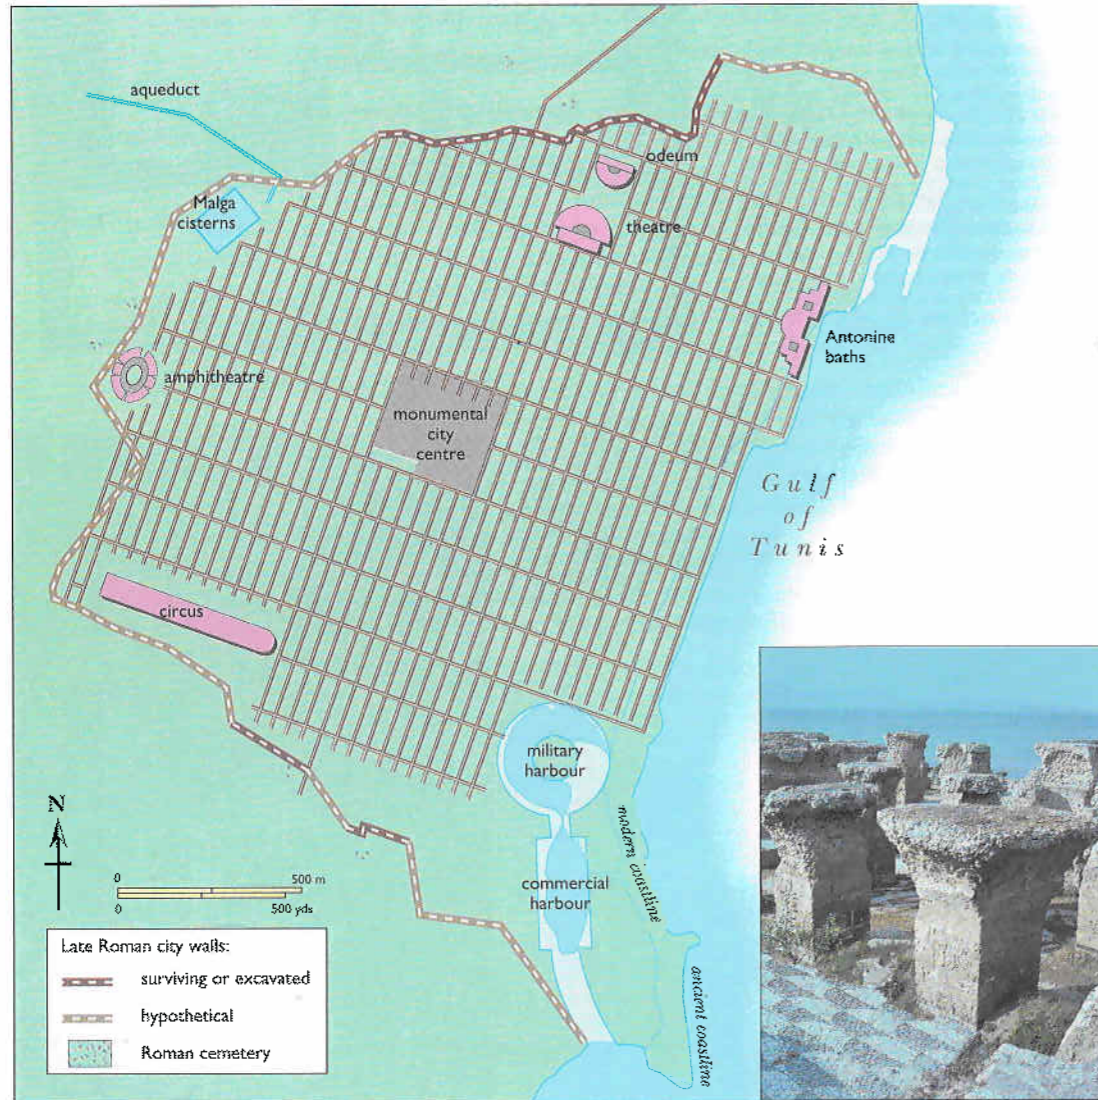 aqueduct
Malga
cisterns
odeum
theatre
Antonine
baths
amphitheatre
monumental
city
centre
Gulf
of
Tunis
circus
military
harbour
modern coastline
commercial
harbour
ancient coastline
N
0 500 m
0 500 yds
Late Roman city walls:
surviving or excavated
hypothetical
Roman cemetery